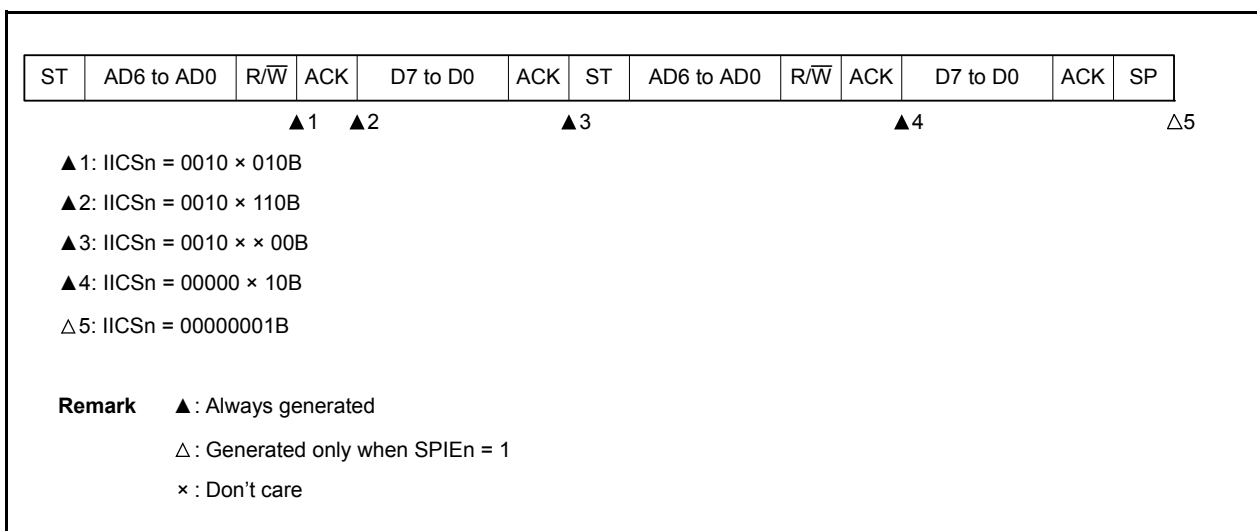 ST AD6 to AD0 R/W̅ ACK D7 to D0 ACK ST AD6 to AD0 R/W̅ ACK D7 to D0 ACK SP
▲1 ▲2 ▲3 ▲4 △5
▲1: IICSn = 0010 × 010B
▲2: IICSn = 0010 × 110B
▲3: IICSn = 0010 × × 00B
▲4: IICSn = 00000 × 10B
△5: IICSn = 00000001B
Remark ▲: Always generated
△: Generated only when SPIEn = 1
× : Don't care